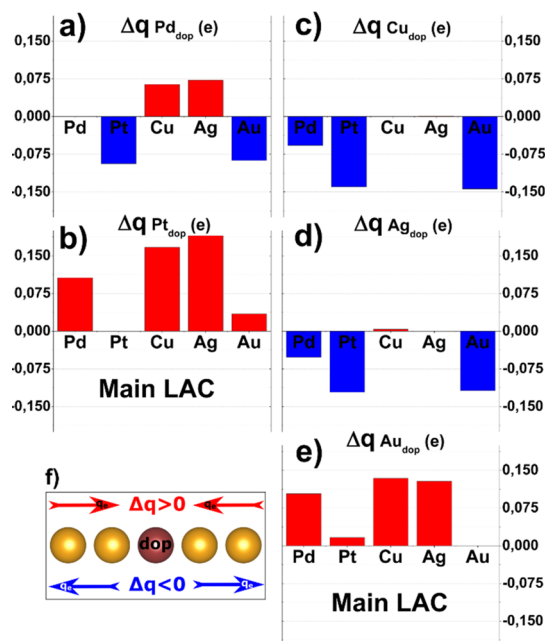 a) Δq Pd_dop (e)
0,150
0,075
0,000
-0,075
-0,150
Pd Pt Cu Ag Au
c) Δq Cu_dop (e)
0,150
0,075
0,000
-0,075
-0,150
Pd Pt Cu Ag Au
b) Δq Pt_dop (e)
0,150
0,075
0,000
-0,075
-0,150
Pd Pt Cu Ag Au
Main LAC
d) Δq Ag_dop (e)
0,150
0,075
0,000
-0,075
-0,150
Pd Pt Cu Ag Au
e) Δq Au_dop (e)
0,150
0,075
0,000
-0,075
-0,150
Pd Pt Cu Ag Au
Main LAC
f)
qe Δq>0 qe
dop
qe Δq<0 qe